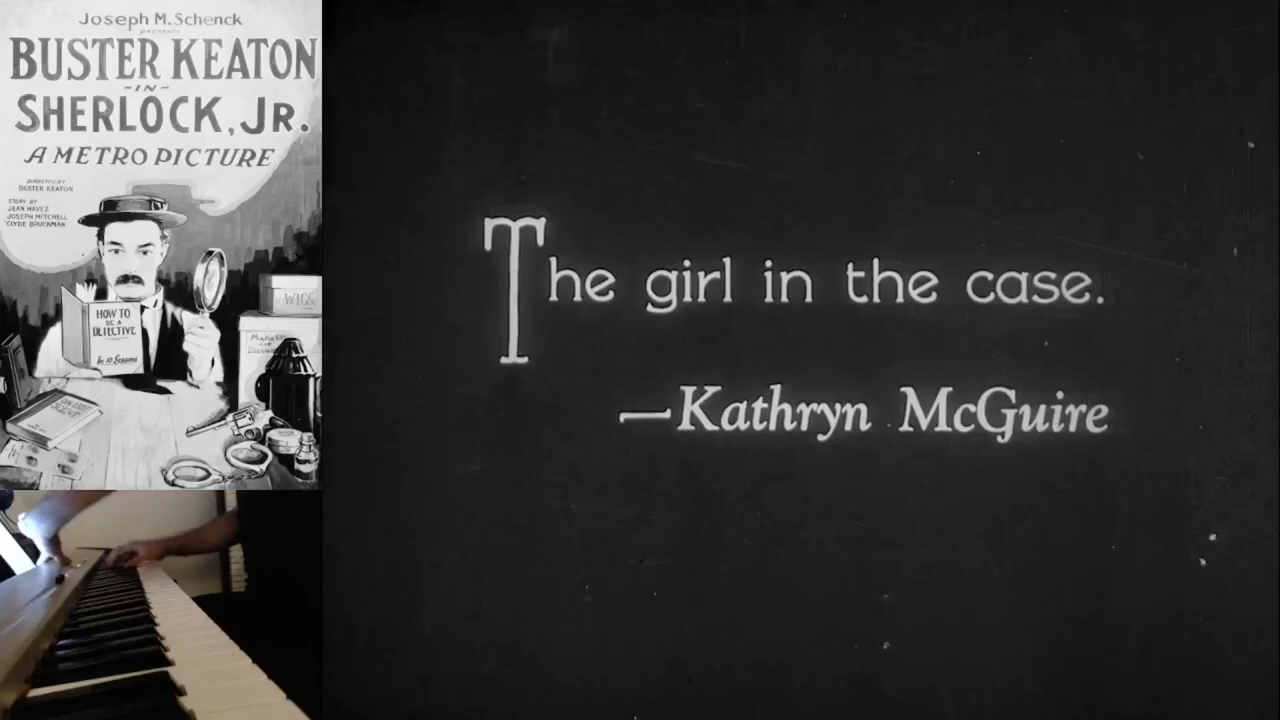 Joseph M. Schenck
PRESENTS
BUSTER KEATON
-IN-
SHERLOCK, JR.
A METRO PICTURE
DIRECTED BY
BUSTER KEATON
STORY BY
JEAN HAVEZ
JOSEPH MITCHELL
CLYDE BRUCKMAN
HOW TO
BE A
DETECTIVE
In 10 Lessons
WIGS
The girl in the case.
—Kathryn McGuire